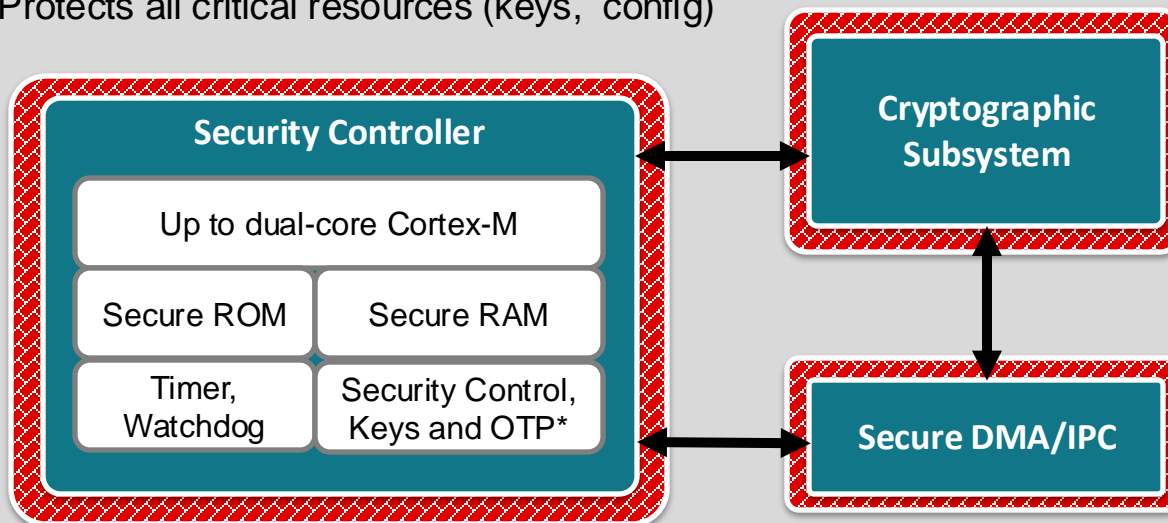 Protects all critical resources (keys, config)
Security Controller
Up to dual-core Cortex-M
Secure ROM
Secure RAM
Timer,
Watchdog
Security Control,
Keys and OTP*
Cryptographic
Subsystem
Secure DMA/IPC